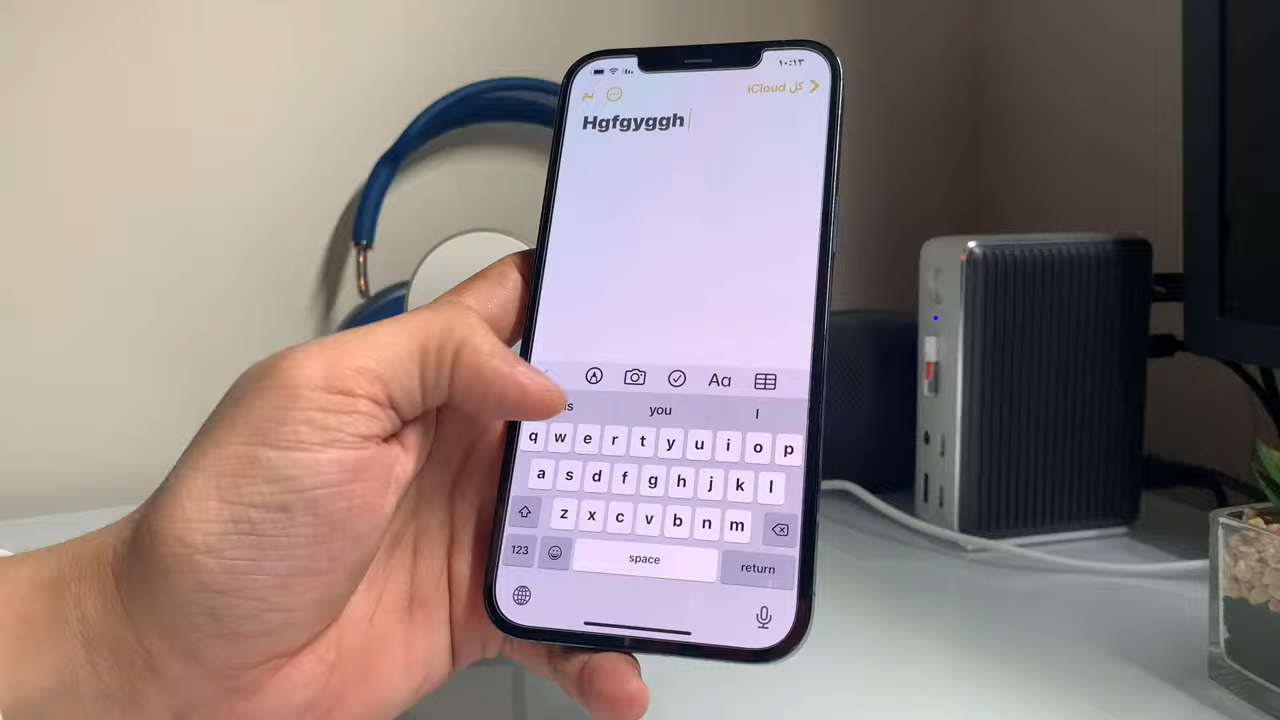 ١٠:١٣
كل iCloud
تم
Hgfgyggh
Aa
you I
q w e r t y u i o p
a s d f g h j k l
z x c v b n m
123 space return